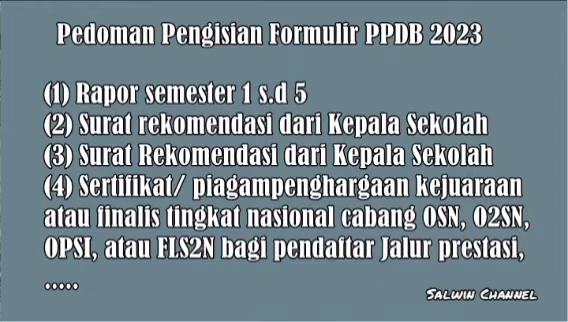 Pedoman Pengisian Formulir PPDB 2023
(1) Rapor semester 1 s.d 5
(2) Surat rekomendasi dari Kepala Sekolah
(3) Surat Rekomendasi dari Kepala Sekolah
(4) Sertifikat/ piagampenghargaan kejuaraan
atau finalis tingkat nasional cabang OSN, O2SN,
OPSI, atau FLS2N bagi pendaftar Jalur prestasi,
.....
Salwin Channel